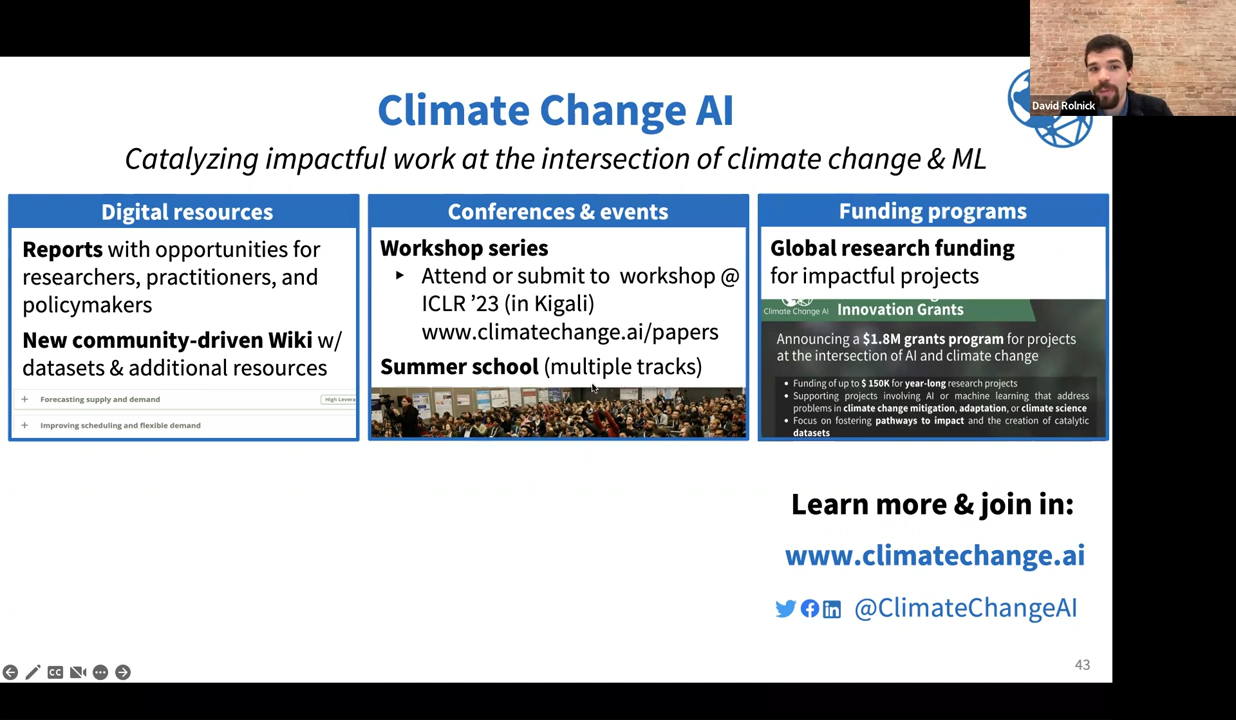 David Rolnick
Climate Change AI
Catalyzing impactful work at the intersection of climate change & ML
Digital resources
Reports with opportunities for
researchers, practitioners, and
policymakers
New community-driven Wiki w/
datasets & additional resources
Forecasting supply and demand
High Levera
Improving scheduling and flexible demand
Conferences & events
Workshop series
‣ Attend or submit to workshop @
ICLR ’23 (in Kigali)
www.climatechange.ai/papers
Summer school (multiple tracks)
Funding programs
Global research funding
for impactful projects
Climate Change AI
Innovation Grants
Announcing a $1.8M grants program for projects
at the intersection of AI and climate change
• Funding of up to $ 150K for year-long research projects
• Supporting projects involving AI or machine learning that address
problems in climate change mitigation, adaptation, or climate science
• Focus on fostering pathways to impact and the creation of catalytic
datasets
Learn more & join in:
www.climatechange.ai
@ClimateChangeAI
43
CC